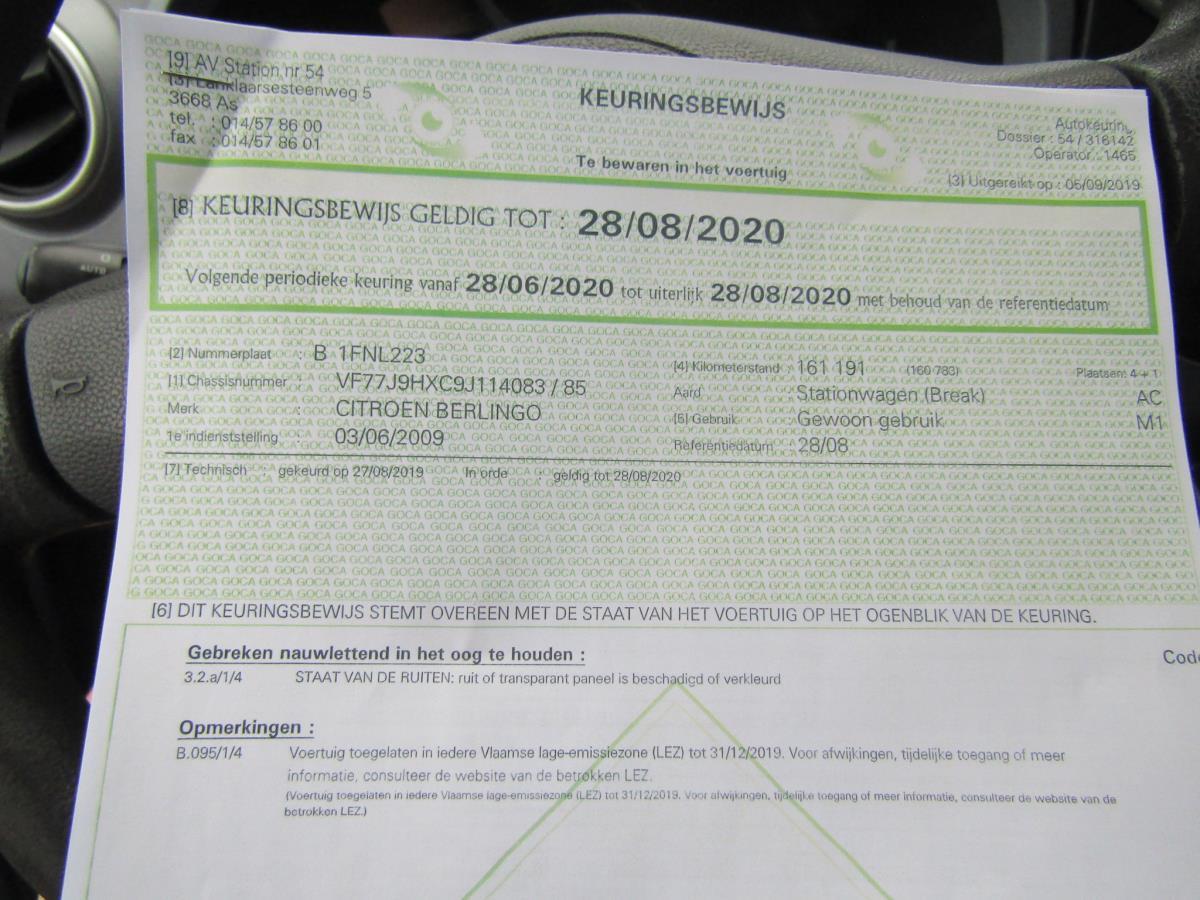 [9] AV Station nr 54
[3] Lanklaarsesteenweg 5
3668 As
tel. : 014/57 86 00
fax : 014/57 86 01
KEURINGSBEWIJS
Te bewaren in het voertuig
Autokeuring
Dossier : 54 / 316142
Operator : 1465
[3] Uitgereikt op : 06/09/2019
[8] KEURINGSBEWIJS GELDIG TOT : 28/08/2020
Volgende periodieke keuring vanaf 28/06/2020 tot uiterlijk 28/08/2020 met behoud van de referentiedatum
[2] Nummerplaat : B 1FNL223
[1] Chassisnummer : VF77J9HXC9J114083 / 85
Merk : CITROEN BERLINGO
1e indienststelling : 03/06/2009
[4] Kilometerstand : 161 191 (160 783) Plaatsen: 4 + 1
Aard : Stationwagen (Break) AC
[5] Gebruik : Gewoon gebruik M1
Referentiedatum : 28/08
[7] Technisch : gekeurd op 27/08/2019 In orde : geldig tot 28/08/2020
[6] DIT KEURINGSBEWIJS STEMT OVEREEN MET DE STAAT VAN HET VOERTUIG OP HET OGENBLIK VAN DE KEURING.
Gebreken nauwlettend in het oog te houden :
Code
3.2.a/1/4 STAAT VAN DE RUITEN: ruit of transparant paneel is beschadigd of verkleurd
Opmerkingen :
B.095/1/4 Voertuig toegelaten in iedere Vlaamse lage-emissiezone (LEZ) tot 31/12/2019. Voor afwijkingen, tijdelijke toegang of meer
informatie, consulteer de website van de betrokken LEZ.
(Voertuig toegelaten in iedere Vlaamse lage-emissiezone (LEZ) tot 31/12/2019. Voor afwijkingen, tijdelijke toegang of meer informatie, consulteer de website van de
betrokken LEZ.)
0
AUTO